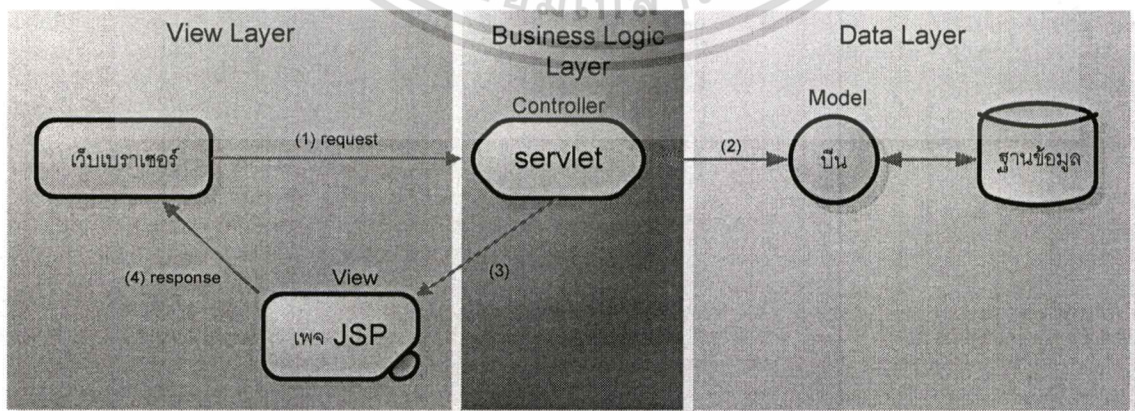 View Layer
Business Logic
Layer
Data Layer
Controller
Model
เว็บเบราเซอร์
(1) request
servlet
(2)
บีน
ฐานข้อมูล
(4) response
View
(3)
เพจ JSP